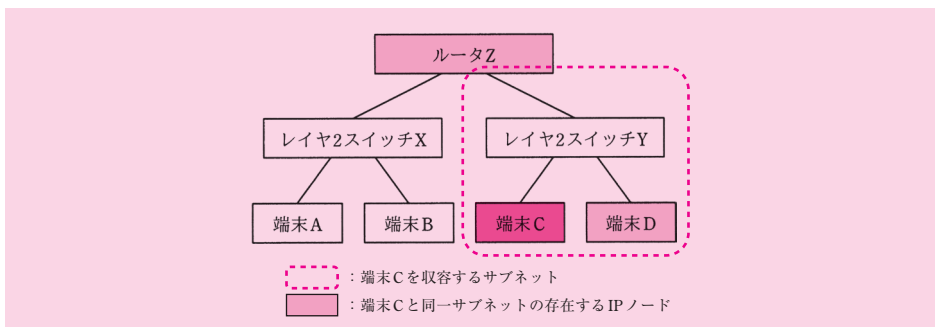 ルータZ
レイヤ2スイッチX
レイヤ2スイッチY
端末A
端末B
端末C
端末D
：端末Cを収容するサブネット
：端末Cと同一サブネットの存在するIPノード